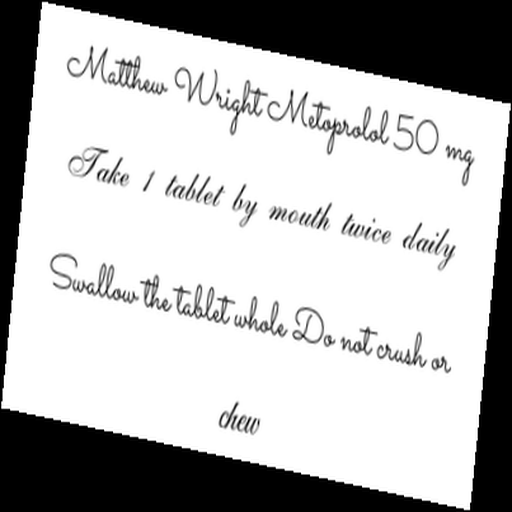 Matthew Wright Metoprolol 50 mg
Take 1 tablet by mouth twice daily
Swallow the tablet whole Do not crush or
chew